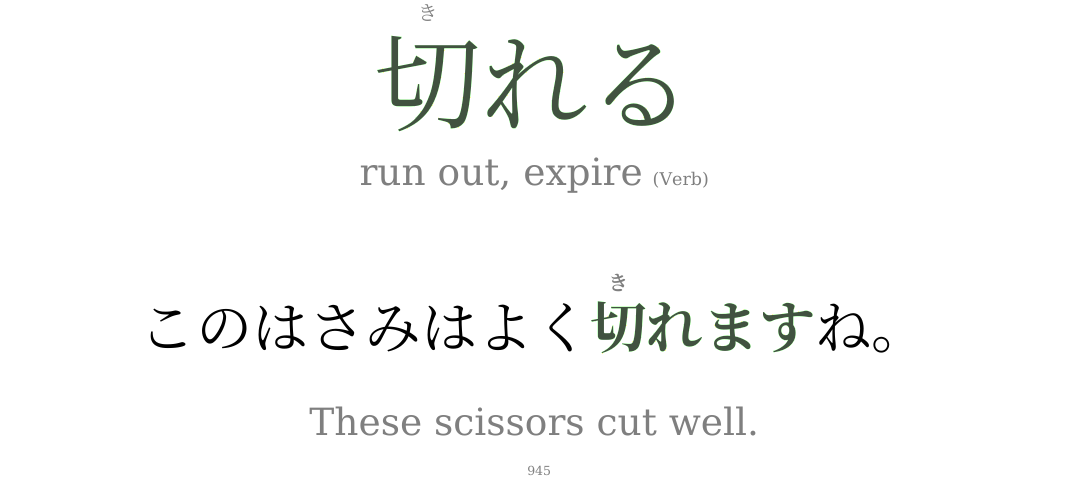 き
切れる
run out, expire (Verb)
き
このはさみはよく切れますね。
These scissors cut well.
945